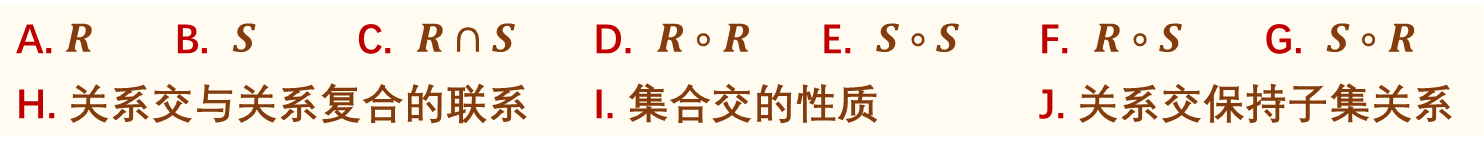 A. R B. S C. R ∩ S D. R ∘ R E. S ∘ S F. R ∘ S G. S ∘ R
H. 关系交与关系复合的联系 I. 集合交的性质 J. 关系交保持子集关系